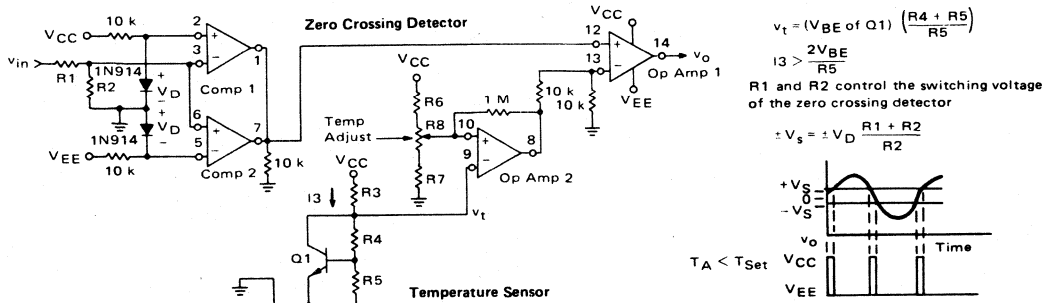 Zero Crossing Detector
10 k
VCC
2
+
3
−
1
Comp 1
vin
R1
R2
1N914
+
VD
−
+
VD
−
1N914
6
+
5
−
7
Comp 2
VEE
10 k
10 k
VCC
12
+
13
−
14
vo
Op Amp 1
VEE
10 k
10 k
VCC
R6
1 M
Temp
Adjust
R8
10
+
9
−
8
Op Amp 2
R7
VCC
I3
R3
vt
R4
Q1
R5
Temperature Sensor
vt = (VBE of Q1) (R4 + R5 / R5)
I3 > 2VBE / R5
R1 and R2 control the switching voltage
of the zero crossing detector
± Vs = ± VD R1 + R2 / R2
+VS
0
−VS
vo
Time
TA < TSet
VCC
VEE